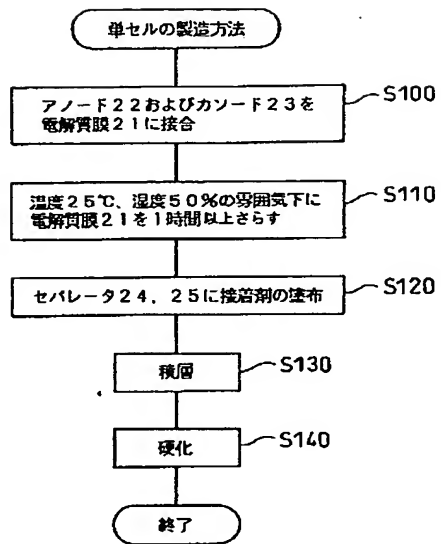 単セルの製造方法
アノード22およびカソード23を
電解質膜21に接合
S100
温度25℃、湿度50%の雰囲気下に
電解質膜21を1時間以上さらす
S110
セパレータ24,25に接着剤の塗布
S120
積層
S130
硬化
S140
終了